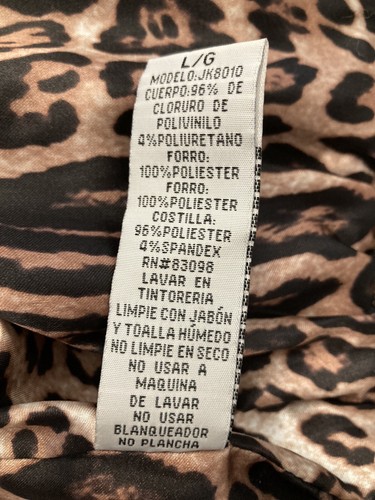 L/G
MODELO:JK8010
CUERPO:96% DE
CLORURO DE
POLIVINILO
4%POLIURETANO
FORRO:
100%POLIESTER
FORRO:
100%POLIESTER
COSTILLA:
96%POLIESTER
4%SPANDEX
RN#83098
LAVAR EN
TINTORERIA
LIMPIE CON JABÓN
Y TOALLA HÚMEDO
NO LIMPIE EN SECO
NO USAR A
MAQUINA
DE LAVAR
NO USAR
BLANQUEADOR
NO PLANCHA